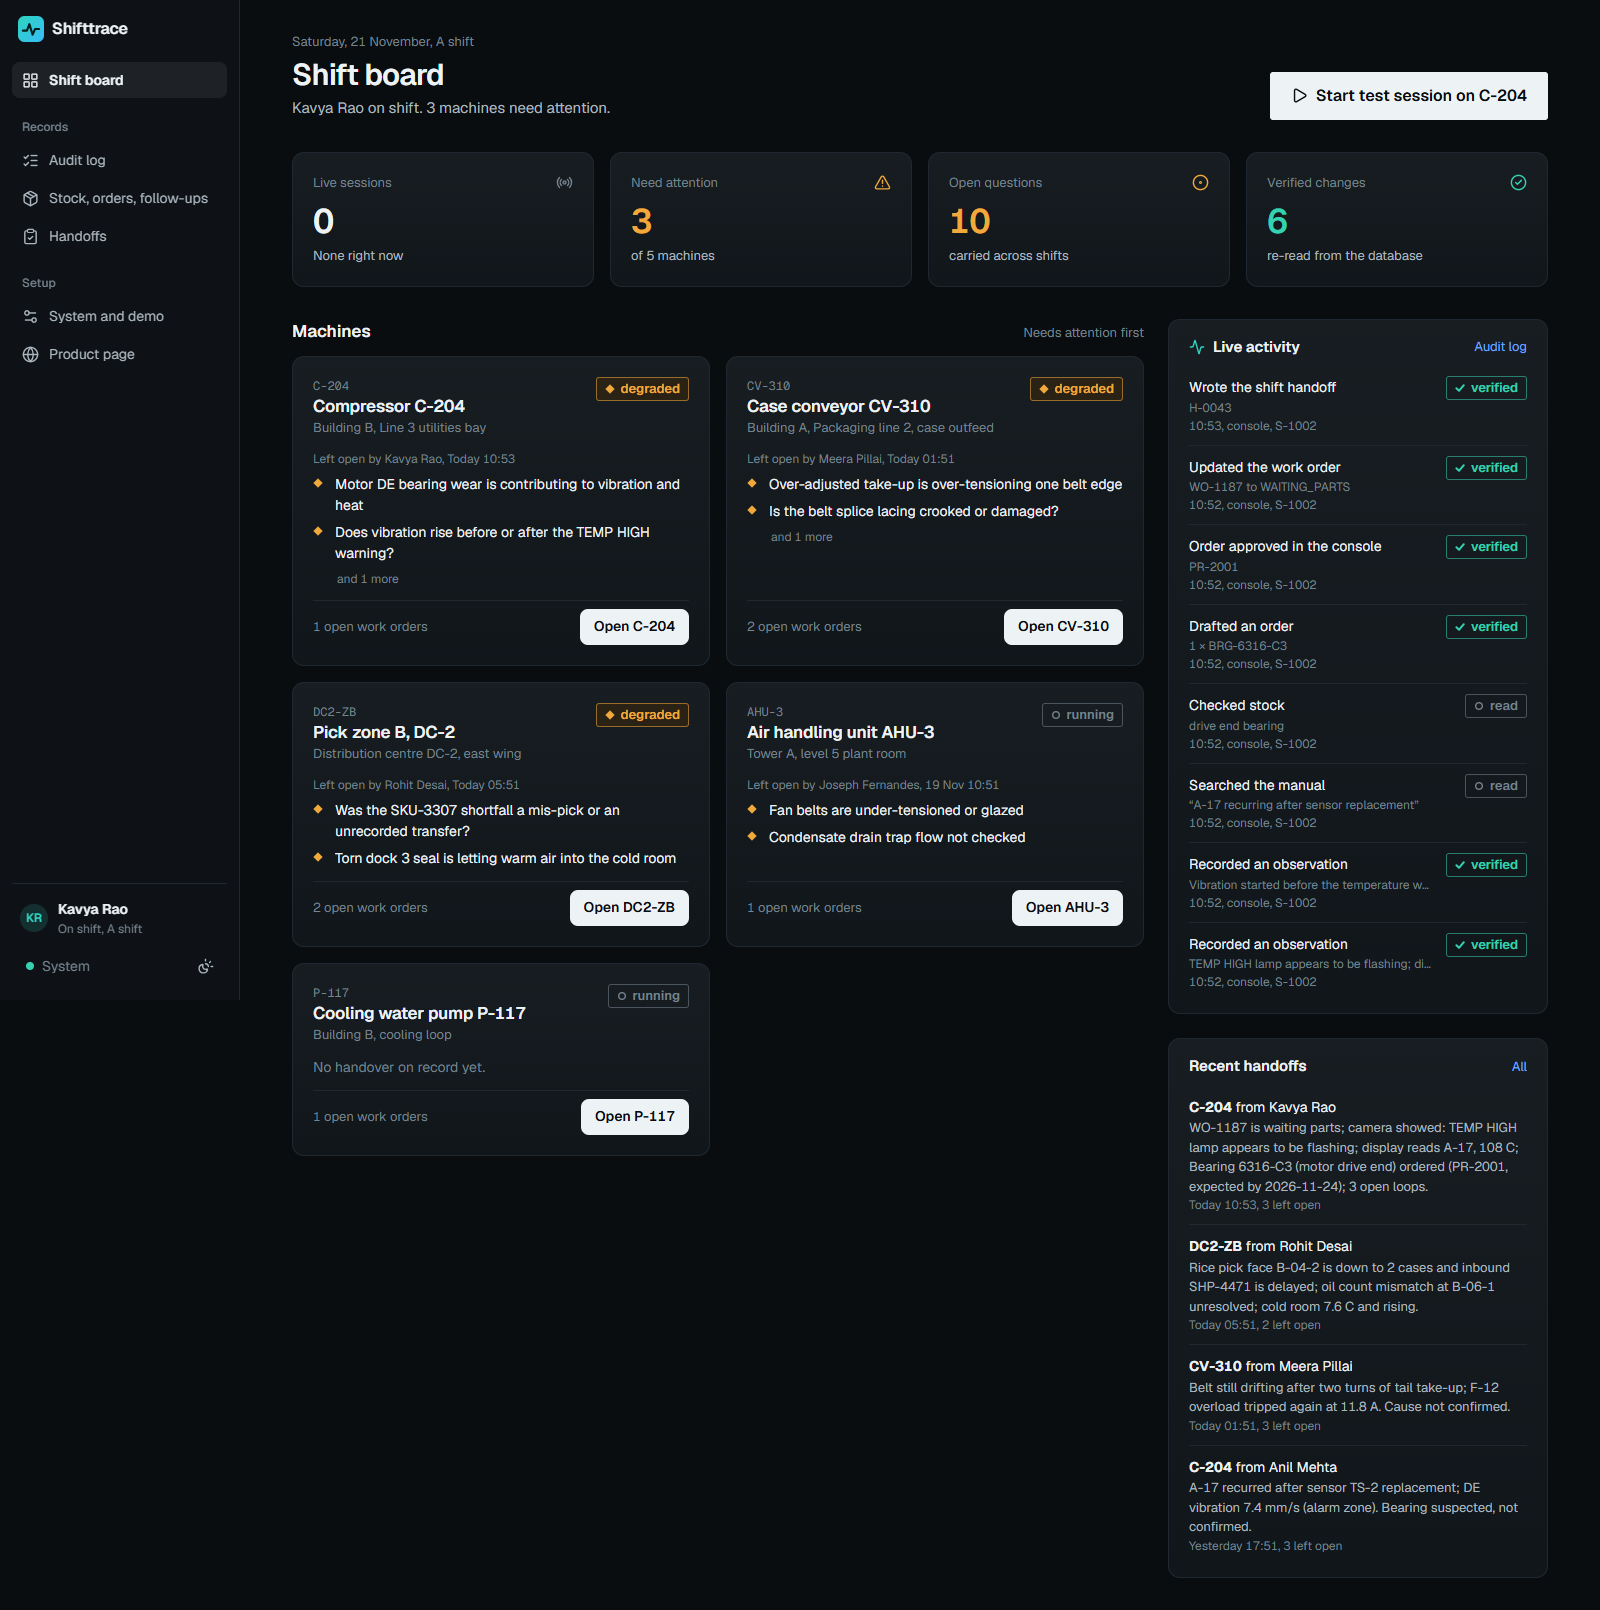 Shifttrace
Shift board
Records
Audit log
Stock, orders, follow-ups
Handoffs
Setup
System and demo
Product page
KR
Kavya Rao
On shift, A shift
System
Saturday, 21 November, A shift
Shift board
Kavya Rao on shift. 3 machines need attention.
Start test session on C-204
Live sessions
0
None right now
Need attention
3
of 5 machines
Open questions
10
carried across shifts
Verified changes
6
re-read from the database
Machines
Needs attention first
C-204
degraded
Compressor C-204
Building B, Line 3 utilities bay
Left open by Kavya Rao, Today 10:53
Motor DE bearing wear is contributing to vibration and
heat
Does vibration rise before or after the TEMP HIGH
warning?
and 1 more
1 open work orders
Open C-204
CV-310
degraded
Case conveyor CV-310
Building A, Packaging line 2, case outfeed
Left open by Meera Pillai, Today 01:51
Over-adjusted take-up is over-tensioning one belt edge
Is the belt splice lacing crooked or damaged?
and 1 more
2 open work orders
Open CV-310
DC2-ZB
degraded
Pick zone B, DC-2
Distribution centre DC-2, east wing
Left open by Rohit Desai, Today 05:51
Was the SKU-3307 shortfall a mis-pick or an
unrecorded transfer?
Torn dock 3 seal is letting warm air into the cold room
2 open work orders
Open DC2-ZB
AHU-3
running
Air handling unit AHU-3
Tower A, level 5 plant room
Left open by Joseph Fernandes, 19 Nov 10:51
Fan belts are under-tensioned or glazed
Condensate drain trap flow not checked
1 open work orders
Open AHU-3
P-117
running
Cooling water pump P-117
Building B, cooling loop
No handover on record yet.
1 open work orders
Open P-117
Live activity
Audit log
Wrote the shift handoff
verified
H-0043
10:53, console, S-1002
Updated the work order
verified
WO-1187 to WAITING_PARTS
10:52, console, S-1002
Order approved in the console
verified
PR-2001
10:52, console, S-1002
Drafted an order
verified
1 × BRG-6316-C3
10:52, console, S-1002
Checked stock
read
drive end bearing
10:52, console, S-1002
Searched the manual
read
"A-17 recurring after sensor replacement"
10:52, console, S-1002
Recorded an observation
verified
Vibration started before the temperature w...
10:52, console, S-1002
Recorded an observation
verified
TEMP HIGH lamp appears to be flashing; di...
10:52, console, S-1002
Recent handoffs
All
C-204 from Kavya Rao
WO-1187 is waiting parts; camera showed: TEMP HIGH
lamp appears to be flashing; display reads A-17, 108 C;
Bearing 6316-C3 (motor drive end) ordered (PR-2001,
expected by 2026-11-24); 3 open loops.
Today 10:53, 3 left open
DC2-ZB from Rohit Desai
Rice pick face B-04-2 is down to 2 cases and inbound
SHP-4471 is delayed; oil count mismatch at B-06-1
unresolved; cold room 7.6 C and rising.
Today 05:51, 2 left open
CV-310 from Meera Pillai
Belt still drifting after two turns of tail take-up; F-12
overload tripped again at 11.8 A. Cause not confirmed.
Today 01:51, 3 left open
C-204 from Anil Mehta
A-17 recurred after sensor TS-2 replacement; DE
vibration 7.4 mm/s (alarm zone). Bearing suspected, not
confirmed.
Yesterday 17:51, 3 left open